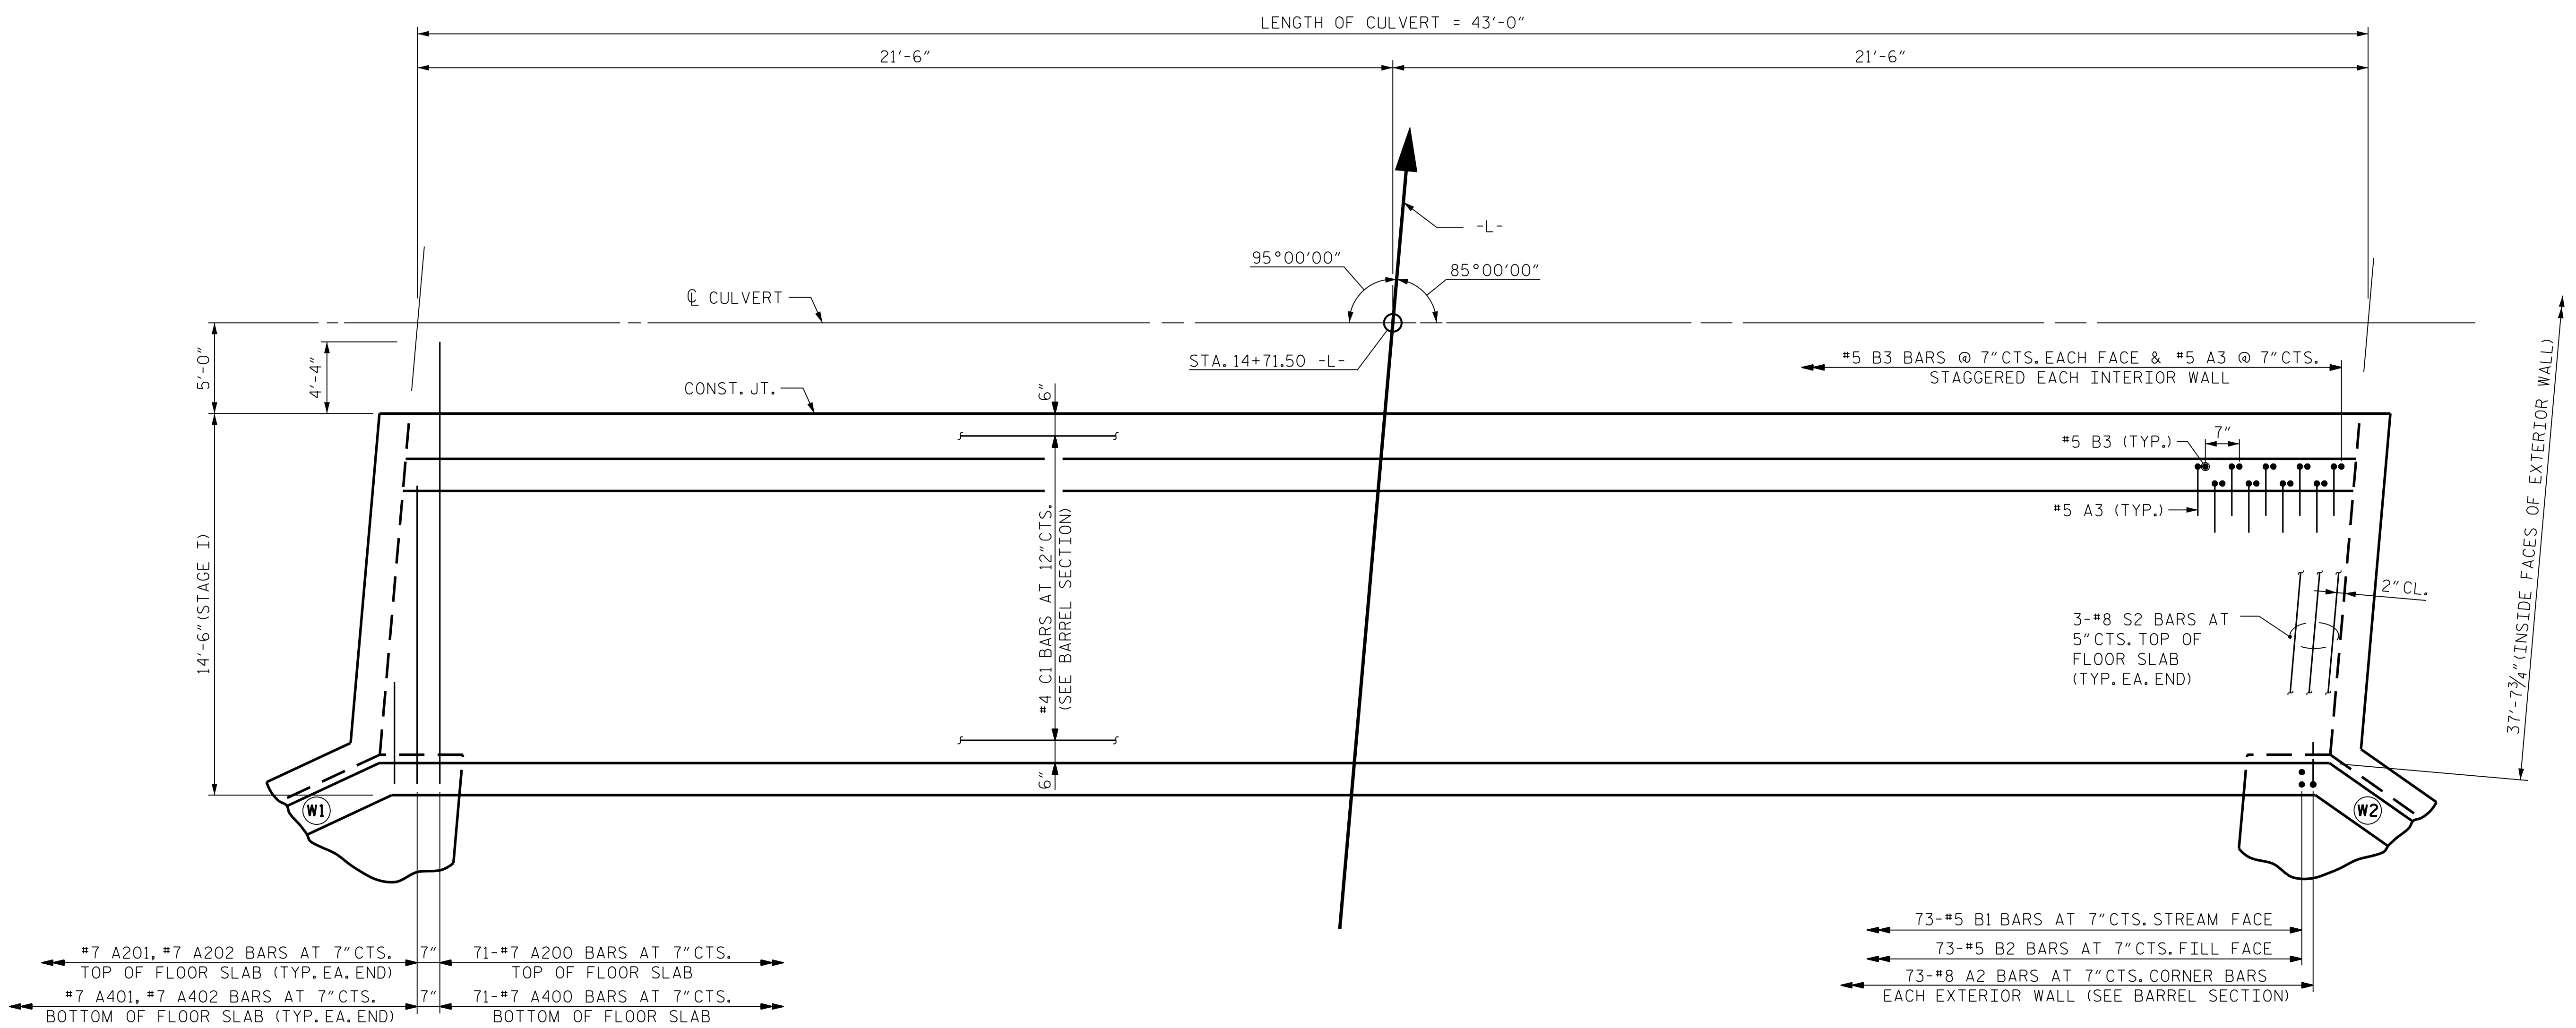 LENGTH OF CULVERT = 43'-0"
21'-6"
21'-6"
-L-
95°00'00"
85°00'00"
℄ CULVERT
STA. 14+71.50 -L-
5'-0"
4'-4"
CONST. JT.
6"
#5 B3 BARS @ 7" CTS. EACH FACE & #5 A3 @ 7" CTS.
STAGGERED EACH INTERIOR WALL
#5 B3 (TYP.)
7"
#5 A3 (TYP.)
14'-6" (STAGE I)
#4 C1 BARS AT 12" CTS.
(SEE BARREL SECTION)
2" CL.
3-#8 S2 BARS AT
5" CTS. TOP OF
FLOOR SLAB
(TYP. EA. END)
37'-7¾" (INSIDE FACES OF EXTERIOR WALL)
6"
W1
W2
73-#5 B1 BARS AT 7" CTS. STREAM FACE
73-#5 B2 BARS AT 7" CTS. FILL FACE
73-#8 A2 BARS AT 7" CTS. CORNER BARS
EACH EXTERIOR WALL (SEE BARREL SECTION)
#7 A201, #7 A202 BARS AT 7" CTS.
TOP OF FLOOR SLAB (TYP. EA. END)
7"
71-#7 A200 BARS AT 7" CTS.
TOP OF FLOOR SLAB
#7 A401, #7 A402 BARS AT 7" CTS.
BOTTOM OF FLOOR SLAB (TYP. EA. END)
7"
71-#7 A400 BARS AT 7" CTS.
BOTTOM OF FLOOR SLAB